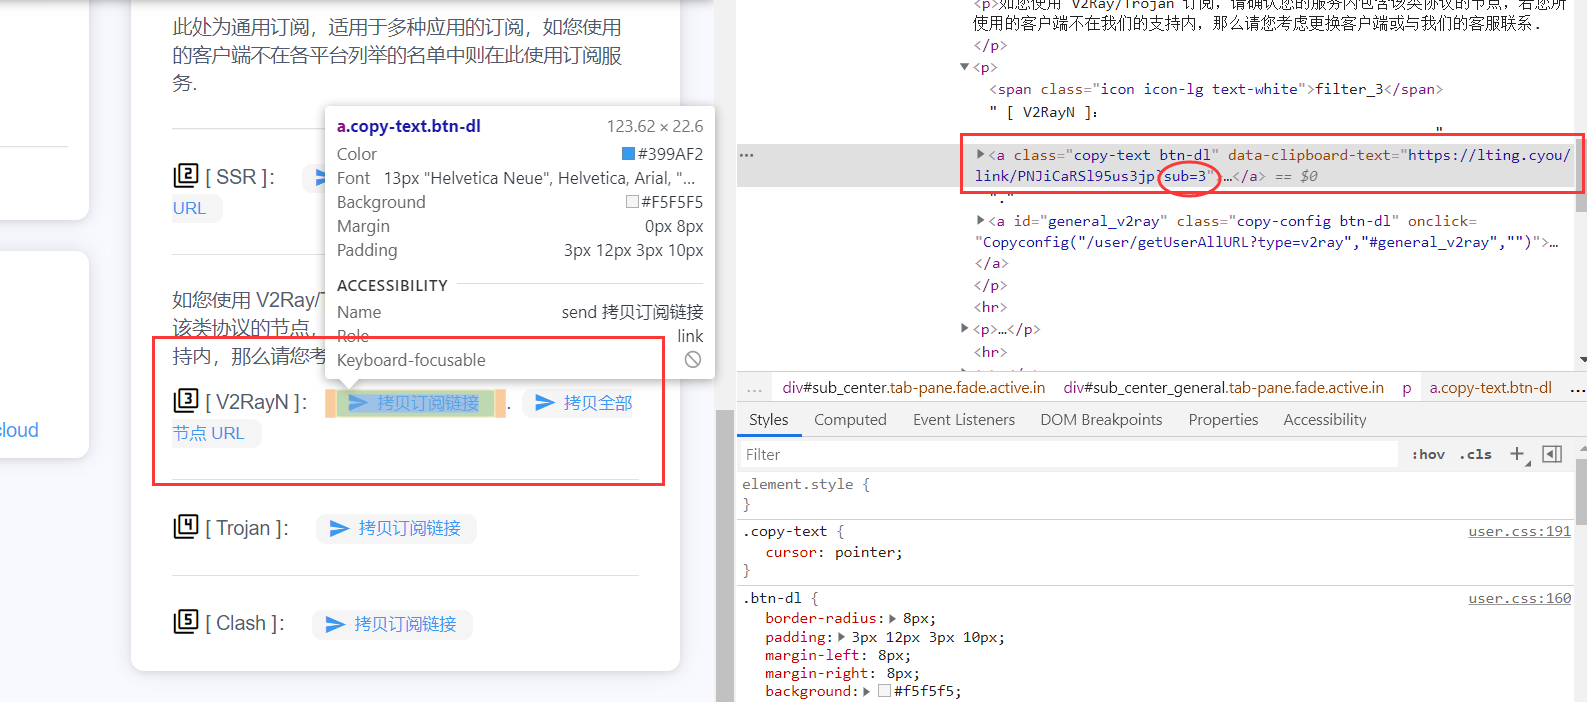 此处为通用订阅，适用于多种应用的订阅，如您使用
的客户端不在各平台列举的名单中则在此使用订阅服
务.
2 [ SSR ]:
URL
如您使用 V2Ray/
该类协议的节点，
持内，那么请您
3 [ V2RayN ]: 拷贝订阅链接 . 拷贝全部
节点 URL
4 [ Trojan ]: 拷贝订阅链接
5 [ Clash ]: 拷贝订阅链接
cloud
a.copy-text.btn-dl 123.62 × 22.6
Color #399AF2
Font 13px "Helvetica Neue", Helvetica, Arial, "...
Background #F5F5F5
Margin 0px 8px
Padding 3px 12px 3px 10px
ACCESSIBILITY
Name send 拷贝订阅链接
Role link
Keyboard-focusable
<p>如您使用 V2Ray/Trojan 订阅，请确认您的服务内包含该类协议的节点，若您所
使用的客户端不在我们的支持内，那么请您考虑更换客户端或与我们的客服联系.
</p>
<p>
<span class="icon icon-lg text-white">filter_3</span>
" [ V2RayN ]:
"
<a class="copy-text btn-dl" data-clipboard-text="https://lting.cyou/
link/PNJiCaRSl95us3jp?sub=3">…</a> == $0
"."
<a id="general_v2ray" class="copy-config btn-dl" onclick=
"Copyconfig("/user/getUserAllURL?type=v2ray","#general_v2ray","")">…
</a>
</p>
<hr>
<p>…</p>
<hr>
... div#sub_center.tab-pane.fade.active.in div#sub_center_general.tab-pane.fade.active.in p a.copy-text.btn-dl ...
Styles Computed Event Listeners DOM Breakpoints Properties Accessibility
Filter :hov .cls +
element.style {
}
.copy-text { user.css:191
cursor: pointer;
}
.btn-dl { user.css:160
border-radius: 8px;
padding: 3px 12px 3px 10px;
margin-left: 8px;
margin-right: 8px;
background: #f5f5f5;